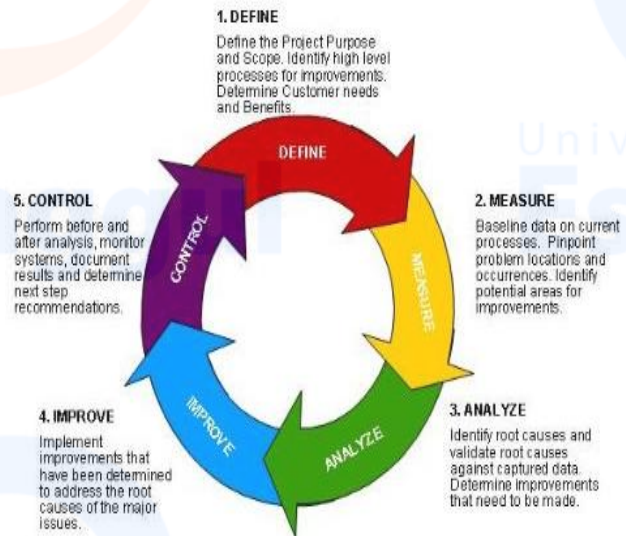 1. DEFINE
Define the Project Purpose
and Scope. Identify high level
processes for improvements.
Determine Customer needs
and Benefits.
DEFINE
5. CONTROL
Perform before and
after analysis, monitor
systems, document
results and determine
next step
recommendations.
CONTROL
2. MEASURE
Baseline data on current
processes. Pinpoint
problem locations and
occurrences. Identify
potential areas for
improvements.
MEASURE
4. IMPROVE
Implement
improvements that
have been determined
to address the root
causes of the major
issues.
IMPROVE
ANALYZE
3. ANALYZE
Identify root causes and
validate root causes
against captured data.
Determine improvements
that need to be made.